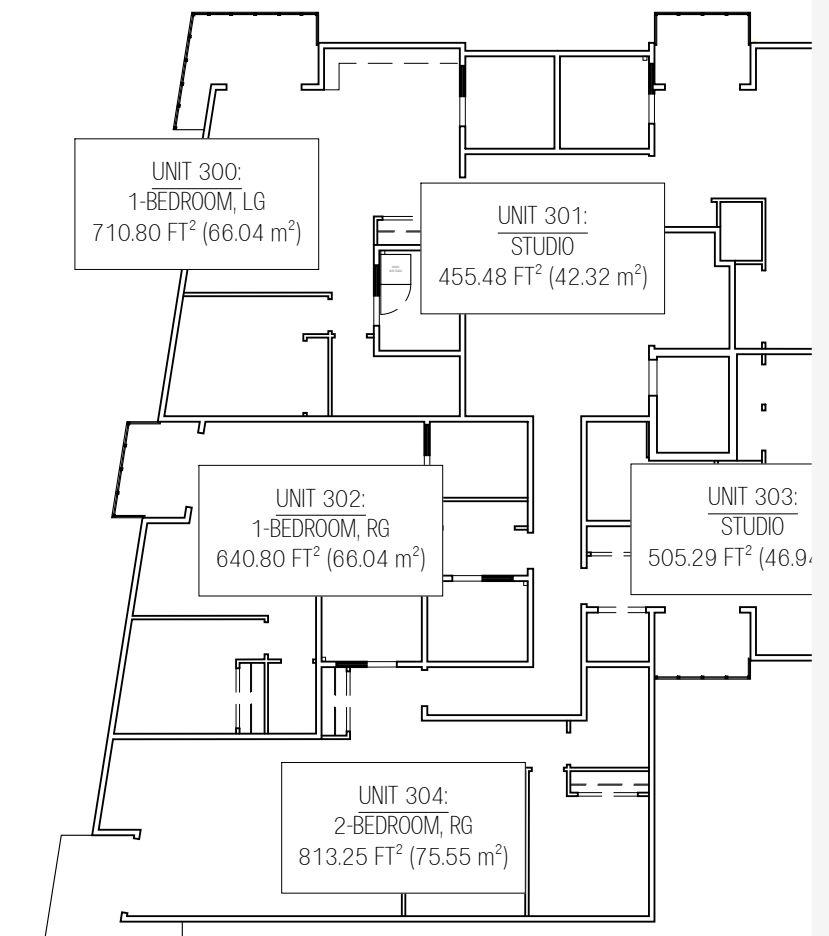 UNIT 300:
1-BEDROOM, LG
710.80 FT² (66.04 m²)
UNIT 301:
STUDIO
455.48 FT² (42.32 m²)
UNIT 302:
1-BEDROOM, RG
640.80 FT² (66.04 m²)
UNIT 303:
STUDIO
505.29 FT² (46.94
UNIT 304:
2-BEDROOM, RG
813.25 FT² (75.55 m²)